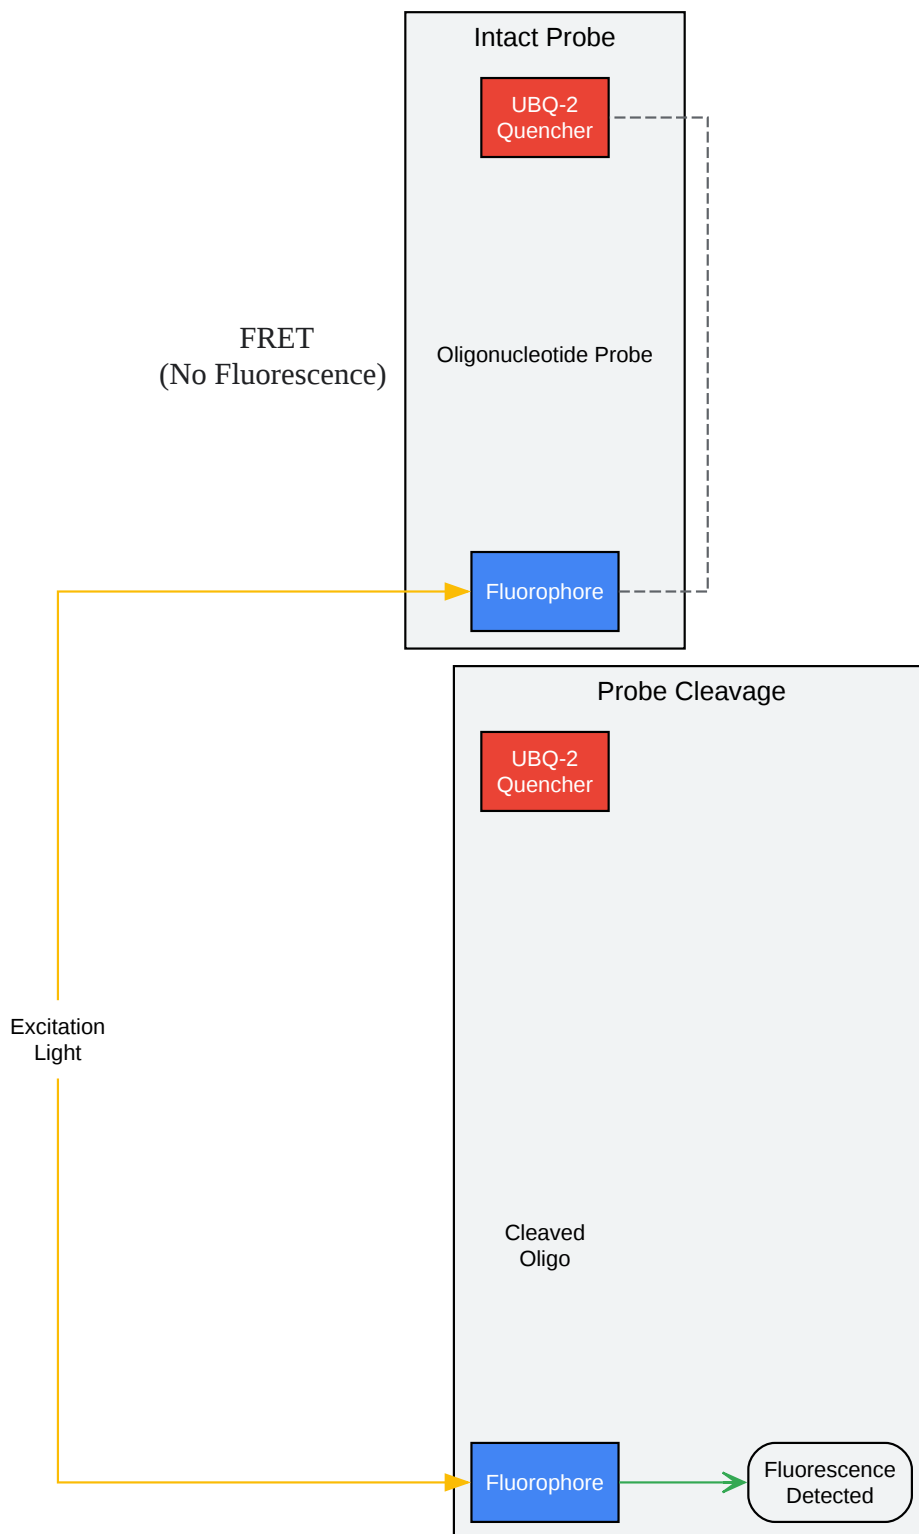 Intact Probe
UBQ-2
Quencher
FRET
(No Fluorescence)
Oligonucleotide Probe
Fluorophore
Probe Cleavage
UBQ-2
Quencher
Excitation
Light
Cleaved
Oligo
Fluorophore
Fluorescence
Detected